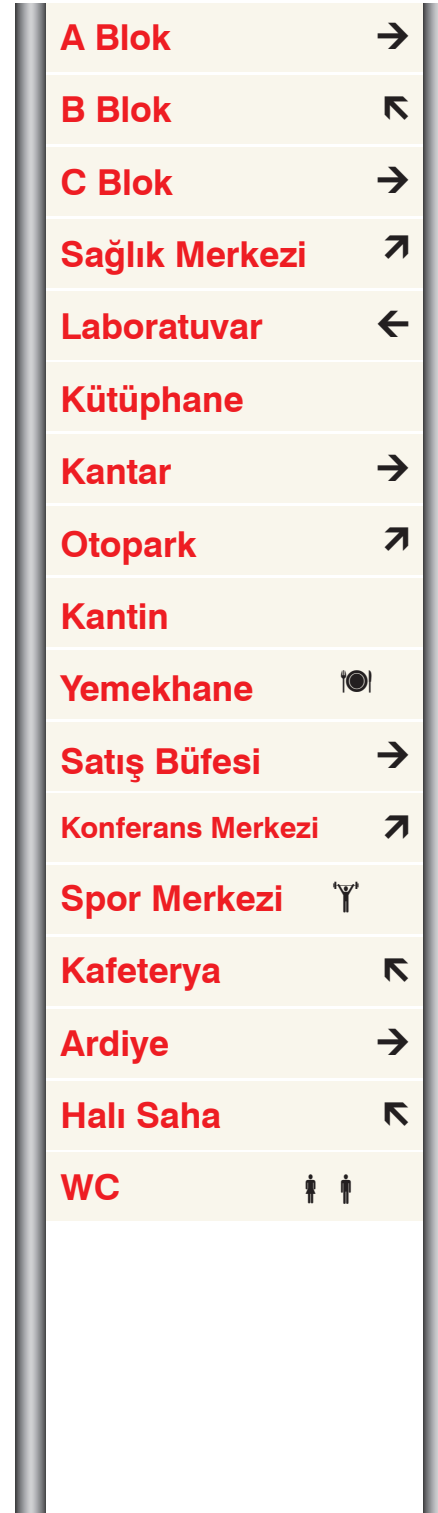 A Blok
B Blok
C Blok
Sağlık Merkezi
Laboratuvar
Kütüphane
Kantar
Otopark
Kantin
Yemekhane
Satış Büfesi
Konferans Merkezi
Spor Merkezi
Kafeterya
Ardiye
Halı Saha
WC